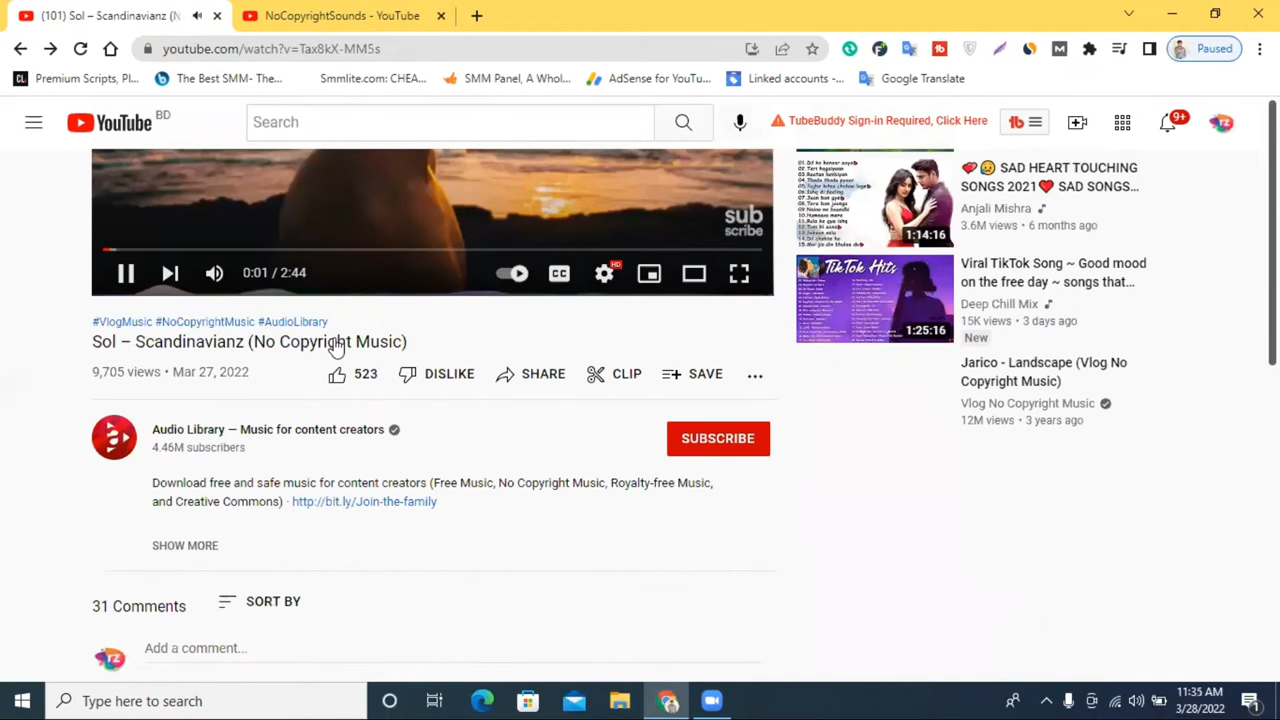 (101) Sol – Scandinavianz (N
NoCopyrightSounds - YouTube
youtube.com/watch?v=Tax8kX-MM5s
Paused
Premium Scripts, Pl...
The Best SMM- The...
Smmlite.com: CHEA...
SMM Panel, A Whol...
AdSense for YouTu...
Linked accounts -...
Google Translate
YouTube BD
Search
TubeBuddy Sign-in Required, Click Here
9+
TZ
sub
scribe
0:01 / 2:44
CC
HD
1:14:16
SAD HEART TOUCHING
SONGS 2021 SAD SONGS...
Anjali Mishra
3.6M views • 6 months ago
TikTok Hits
1:25:16
Viral TikTok Song ~ Good mood
on the free day ~ songs that...
Deep Chill Mix
15K views • 3 days ago
New
Jarico - Landscape (Vlog No
Copyright Music)
Vlog No Copyright Music
12M views • 3 years ago
#AudioLibrary
(No Copyright Music)
9,705 views • Mar 27, 2022
523
DISLIKE
SHARE
CLIP
SAVE
Audio Library — Music for content creators
4.46M subscribers
SUBSCRIBE
Download free and safe music for content creators (Free Music, No Copyright Music, Royalty-free Music,
and Creative Commons) · http://bit.ly/Join-the-family
SHOW MORE
31 Comments
SORT BY
TZ
Add a comment...
Type here to search
11:35 AM
3/28/2022
1